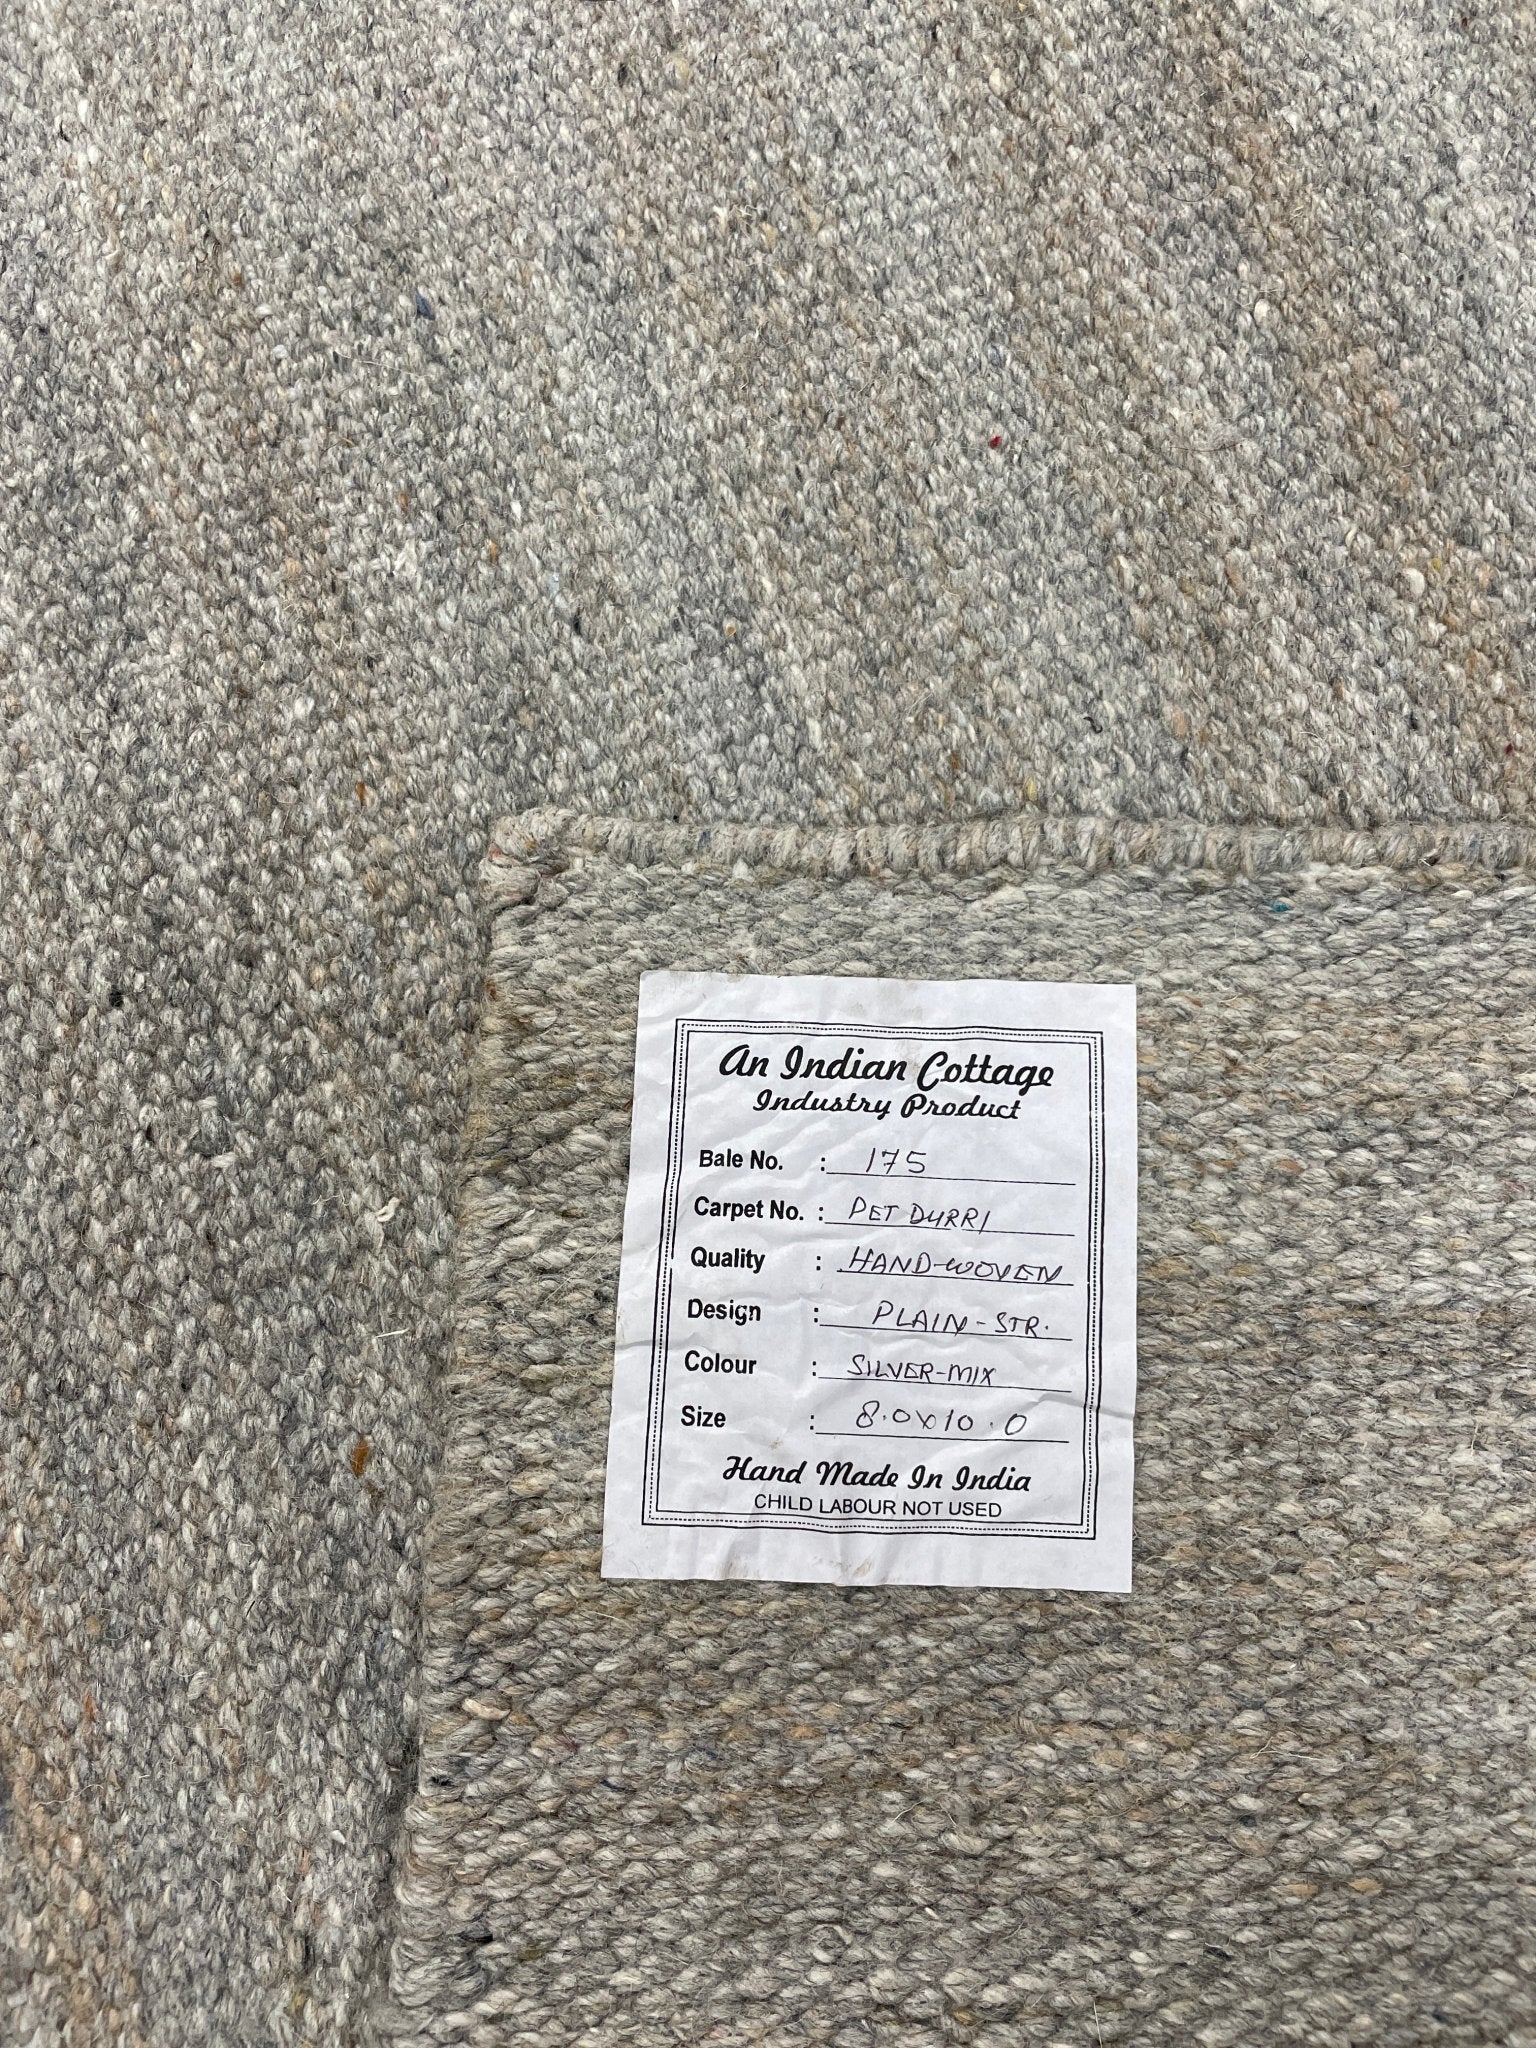 An Indian Cottage
Industry Product
Bale No. : 175
Carpet No. : PET DURRI
Quality : HAND-WOVEN
Design : PLAIN-STR.
Colour : SILVER-MIX
Size : 8.0x10.0
Hand Made In India
CHILD LABOUR NOT USED